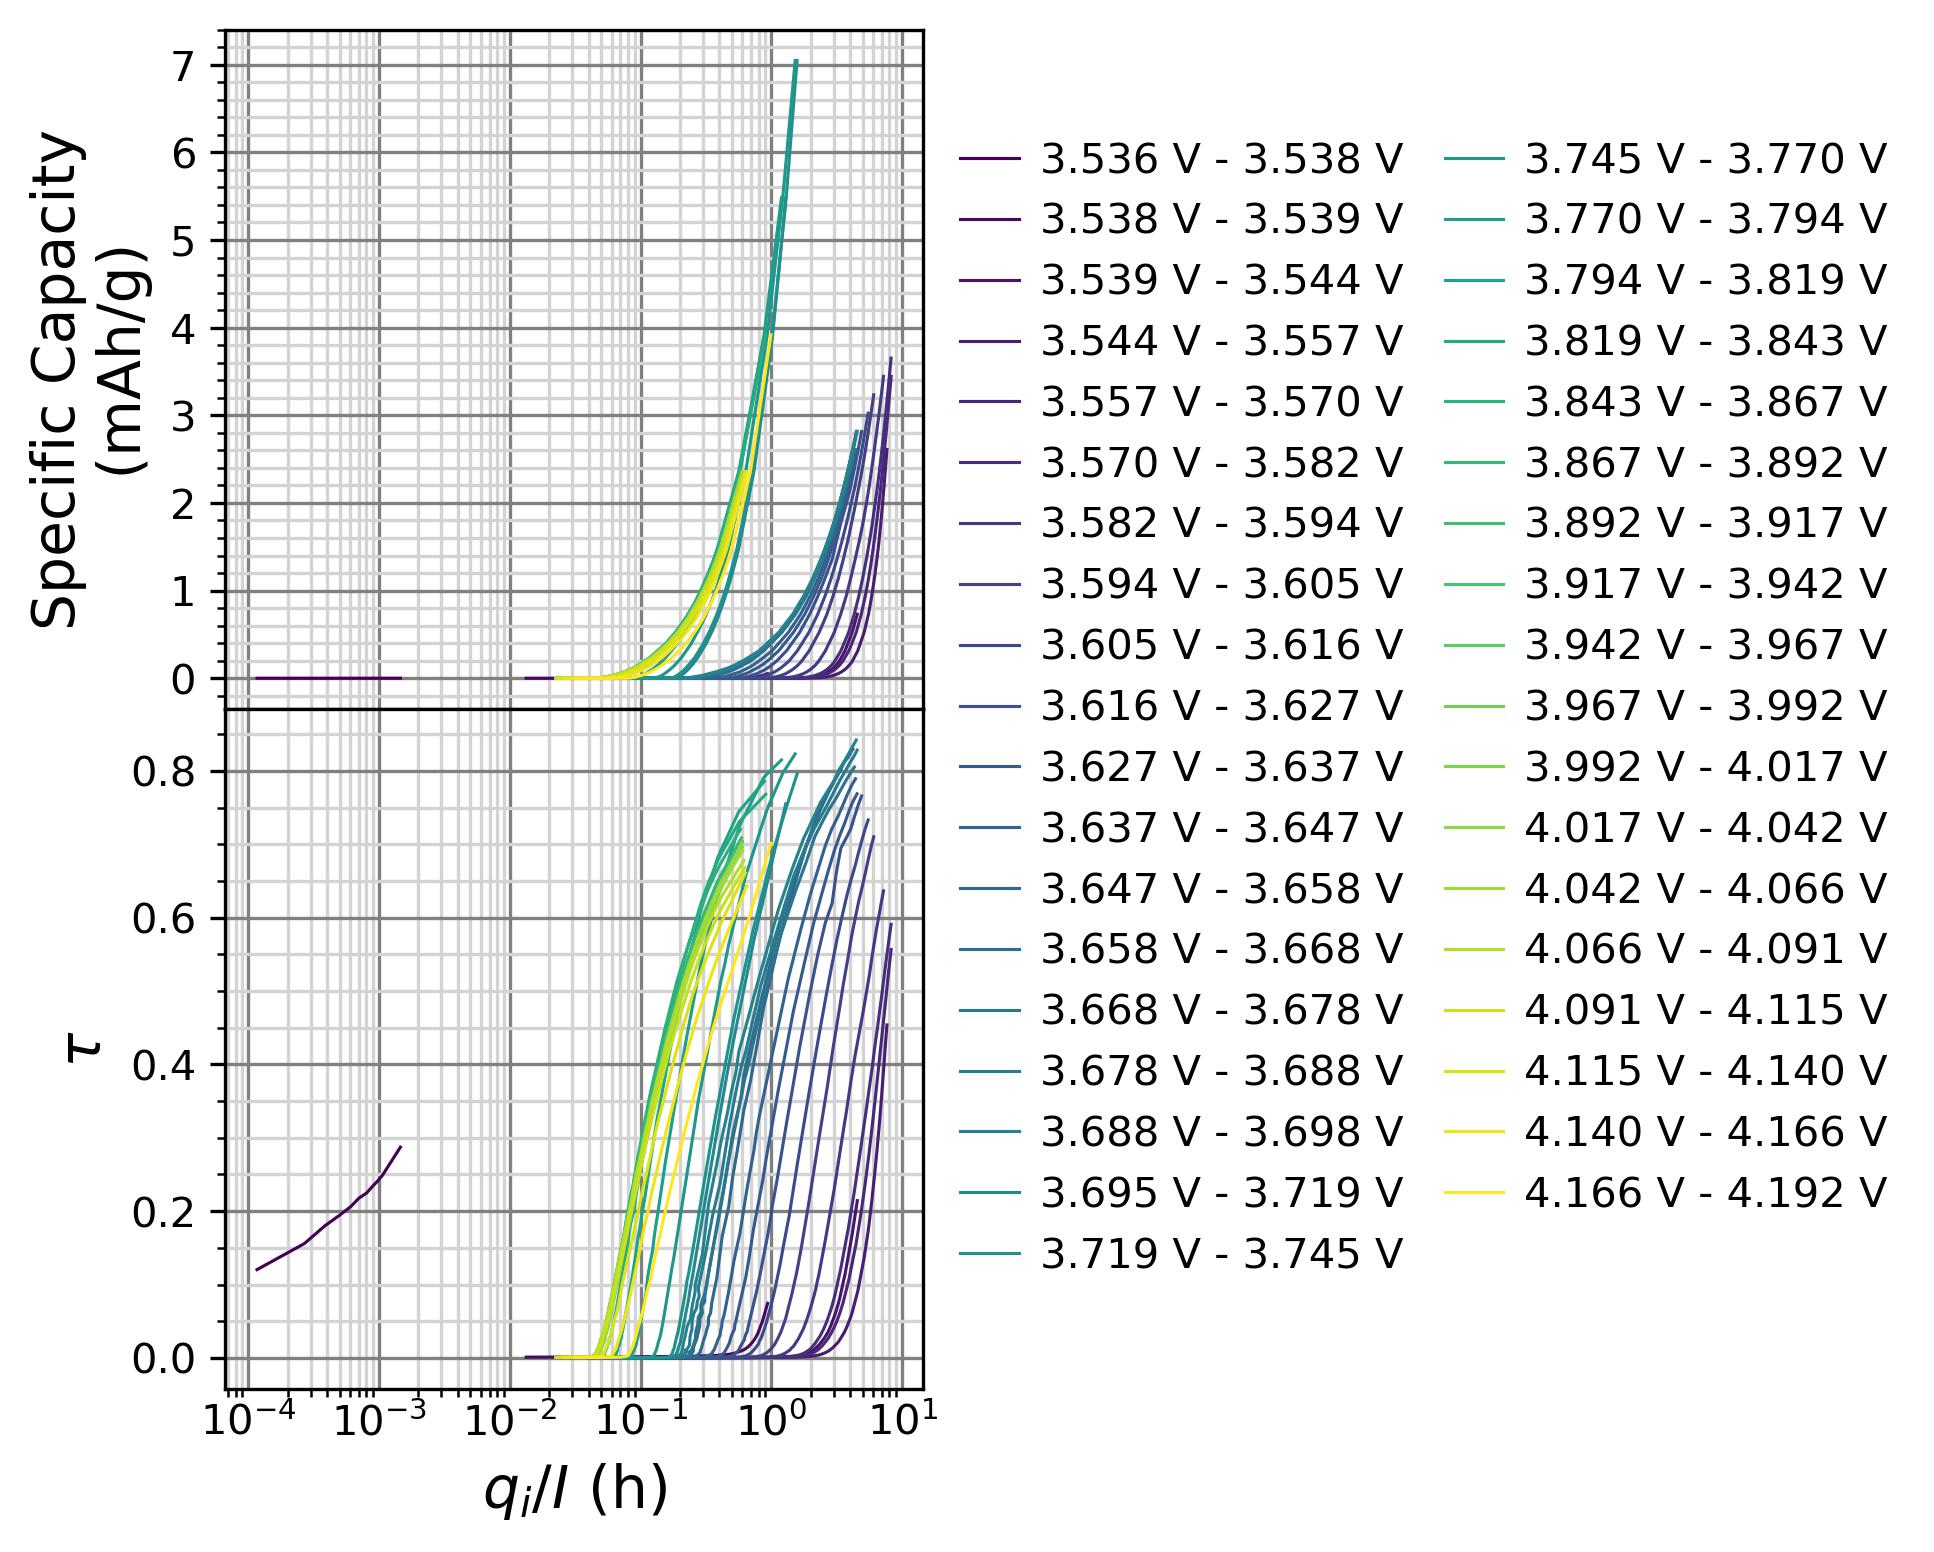 Specific Capacity
(mAh/g)
7
6
5
4
3
2
1
0
τ
0.8
0.6
0.4
0.2
0.0
10⁻⁴ 10⁻³ 10⁻² 10⁻¹ 10⁰ 10¹
qᵢ/I (h)
3.536 V - 3.538 V
3.538 V - 3.539 V
3.539 V - 3.544 V
3.544 V - 3.557 V
3.557 V - 3.570 V
3.570 V - 3.582 V
3.582 V - 3.594 V
3.594 V - 3.605 V
3.605 V - 3.616 V
3.616 V - 3.627 V
3.627 V - 3.637 V
3.637 V - 3.647 V
3.647 V - 3.658 V
3.658 V - 3.668 V
3.668 V - 3.678 V
3.678 V - 3.688 V
3.688 V - 3.698 V
3.695 V - 3.719 V
3.719 V - 3.745 V
3.745 V - 3.770 V
3.770 V - 3.794 V
3.794 V - 3.819 V
3.819 V - 3.843 V
3.843 V - 3.867 V
3.867 V - 3.892 V
3.892 V - 3.917 V
3.917 V - 3.942 V
3.942 V - 3.967 V
3.967 V - 3.992 V
3.992 V - 4.017 V
4.017 V - 4.042 V
4.042 V - 4.066 V
4.066 V - 4.091 V
4.091 V - 4.115 V
4.115 V - 4.140 V
4.140 V - 4.166 V
4.166 V - 4.192 V